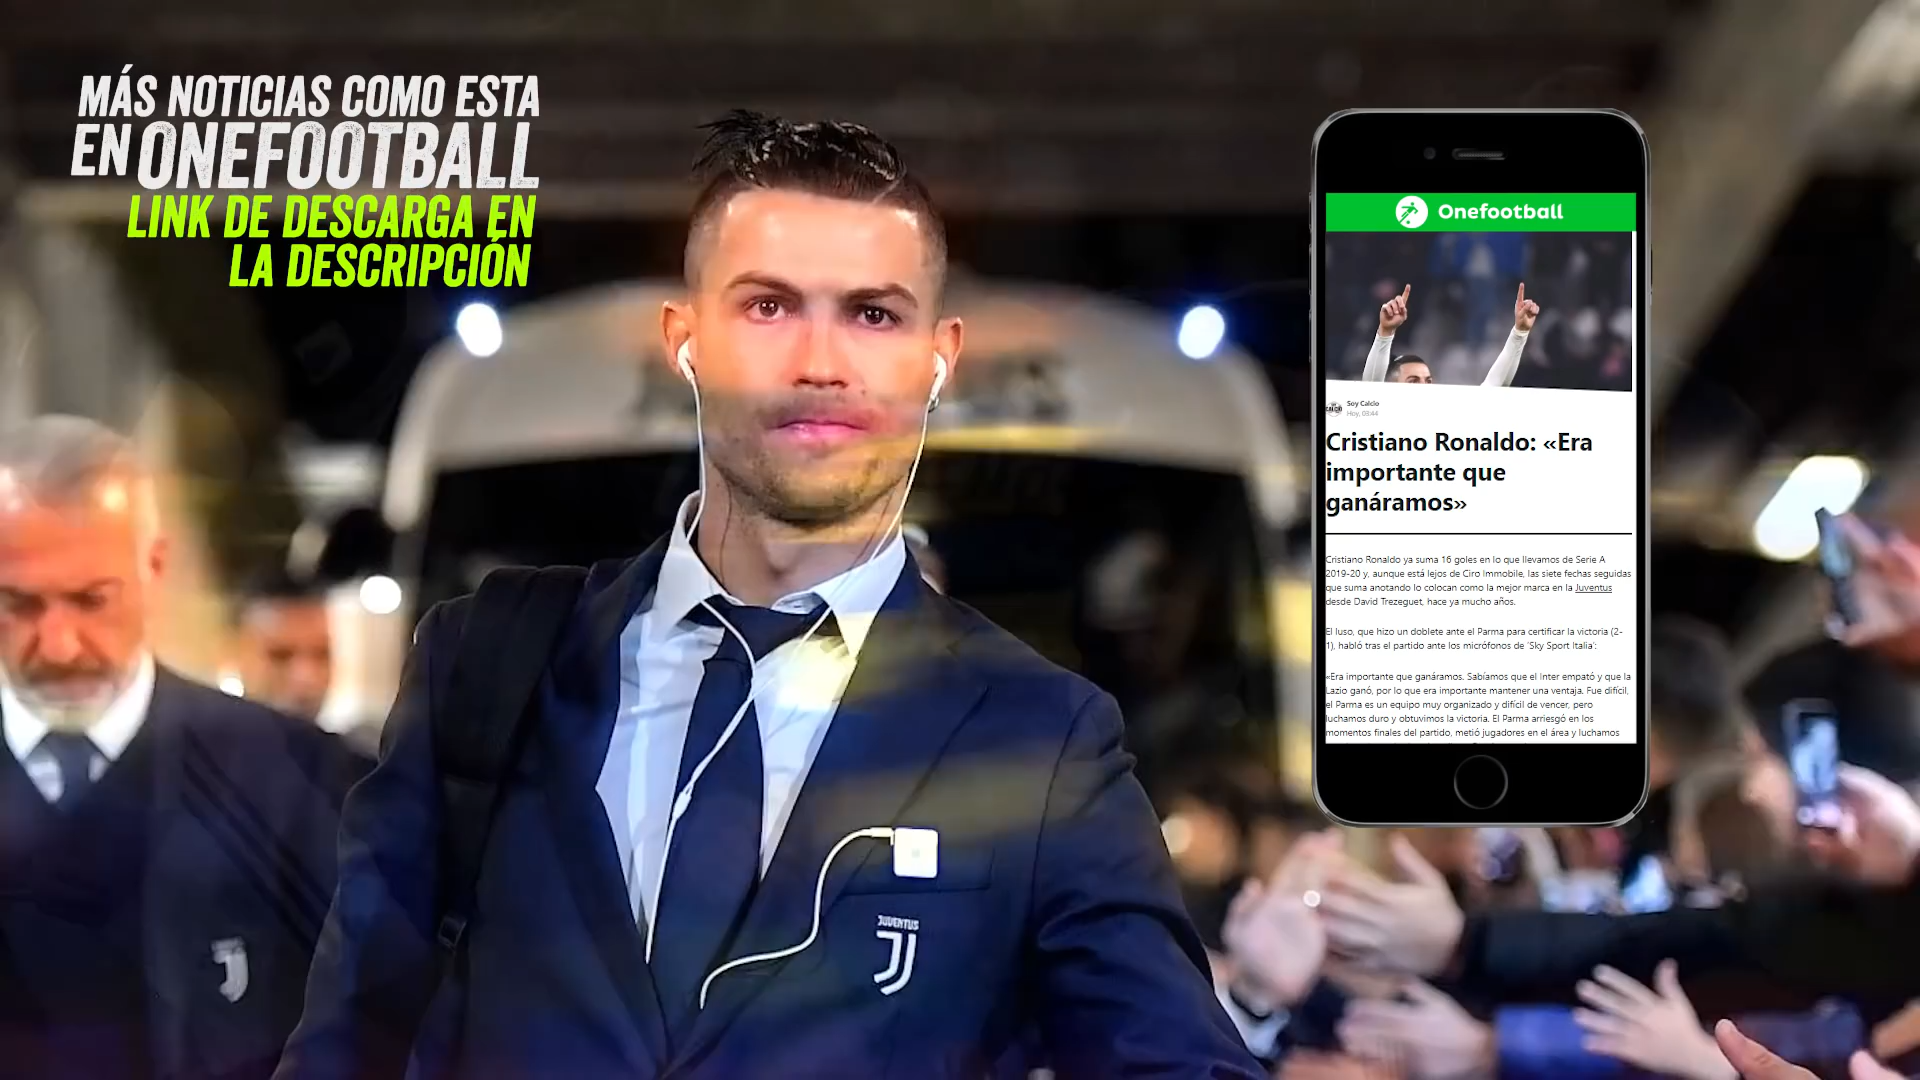 MÁS NOTICIAS COMO ESTA
EN ONEFOOTBALL
LINK DE DESCARGA EN
LA DESCRIPCIÓN
Onefootball
Soy Calcio
Hoy, 03:44
Cristiano Ronaldo: «Era
importante que
ganáramos»
Cristiano Ronaldo ya suma 16 goles en lo que llevamos de Serie A
2019-20 y, aunque está lejos de Ciro Immobile, las siete fechas seguidas
que suma anotando lo colocan como la mejor marca en la Juventus
desde David Trezeguet, hace ya mucho años.
El luso, que hizo un doblete ante el Parma para certificar la victoria (2-
1), habló tras el partido ante los micrófonos de 'Sky Sport Italia':
«Era importante que ganáramos. Sabíamos que el Inter empató y que la
Lazio ganó, por lo que era importante mantener una ventaja. Fue difícil,
el Parma es un equipo muy organizado y difícil de vencer, pero
luchamos duro y obtuvimos la victoria. El Parma arriesgó en los
momentos finales del partido, metió jugadores en el área y luchamos
JUVENTUS